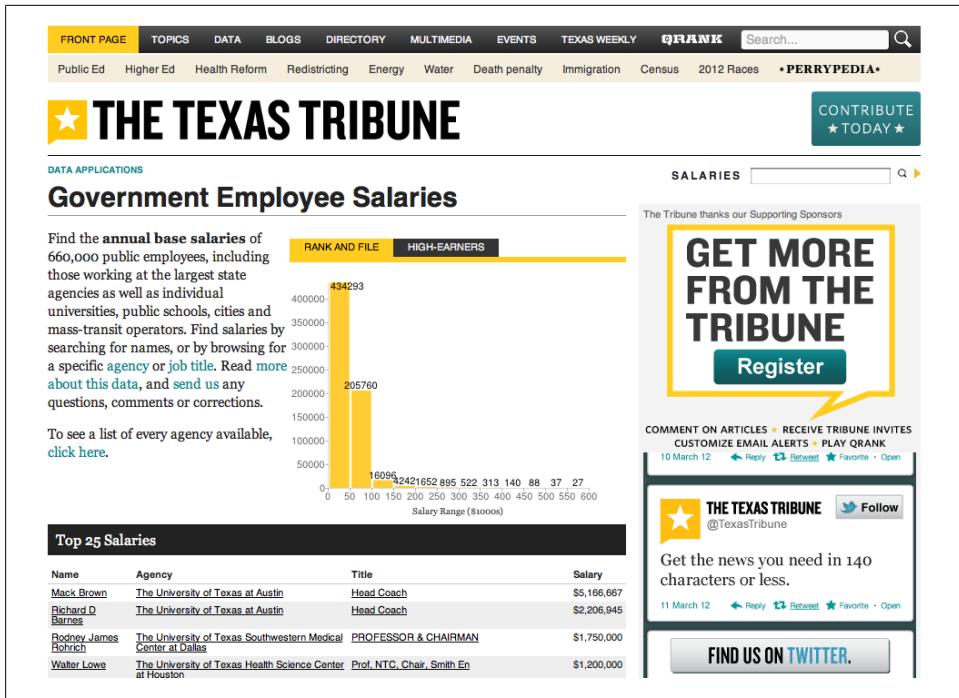 FRONT PAGE TOPICS DATA BLOGS DIRECTORY MULTIMEDIA EVENTS TEXAS WEEKLY QRANK Search...
Public Ed Higher Ed Health Reform Redistricting Energy Water Death penalty Immigration Census 2012 Races •PERRYPEDIA•
THE TEXAS TRIBUNE
CONTRIBUTE
★ TODAY ★
DATA APPLICATIONS
Government Employee Salaries
SALARIES
Find the annual base salaries of
660,000 public employees, including
those working at the largest state
agencies as well as individual
universities, public schools, cities and
mass-transit operators. Find salaries by
searching for names, or by browsing for
a specific agency or job title. Read more
about this data, and send us any
questions, comments or corrections.
To see a list of every agency available,
click here.
RANK AND FILE HIGH-EARNERS
434293
400000
350000
300000
250000
205760
200000
150000
100000
50000
16096 4242 1652 895 522 313 140 88 37 27
0
0 50 100 150 200 250 300 350 400 450 500 550 600
Salary Range ($1000s)
Top 25 Salaries
Name Agency Title Salary
Mack Brown The University of Texas at Austin Head Coach $5,166,667
Richard D
Barnes The University of Texas at Austin Head Coach $2,206,945
Rodney James
Rohrich The University of Texas Southwestern Medical
Center at Dallas PROFESSOR & CHAIRMAN $1,750,000
Walter Lowe The University of Texas Health Science Center
at Houston Prof, NTC, Chair, Smith En $1,200,000
The Tribune thanks our Supporting Sponsors
GET MORE
FROM THE
TRIBUNE
Register
COMMENT ON ARTICLES • RECEIVE TRIBUNE INVITES
CUSTOMIZE EMAIL ALERTS • PLAY QRANK
10 March 12 Reply Retweet Favorite · Open
THE TEXAS TRIBUNE
@TexasTribune
Follow
Get the news you need in 140
characters or less.
11 March 12 Reply Retweet Favorite · Open
FIND US ON TWITTER.